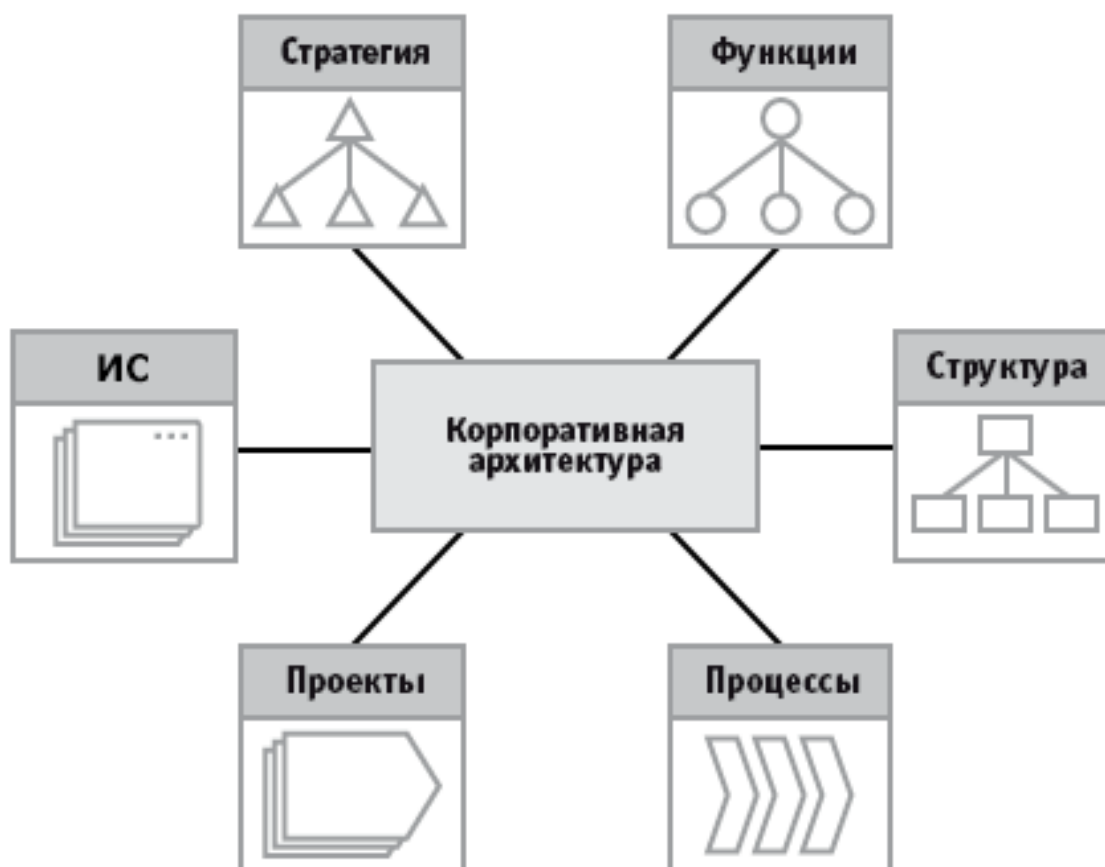 Стратегия
Функции
ИС
Корпоративная
архитектура
Структура
Проекты
Процессы